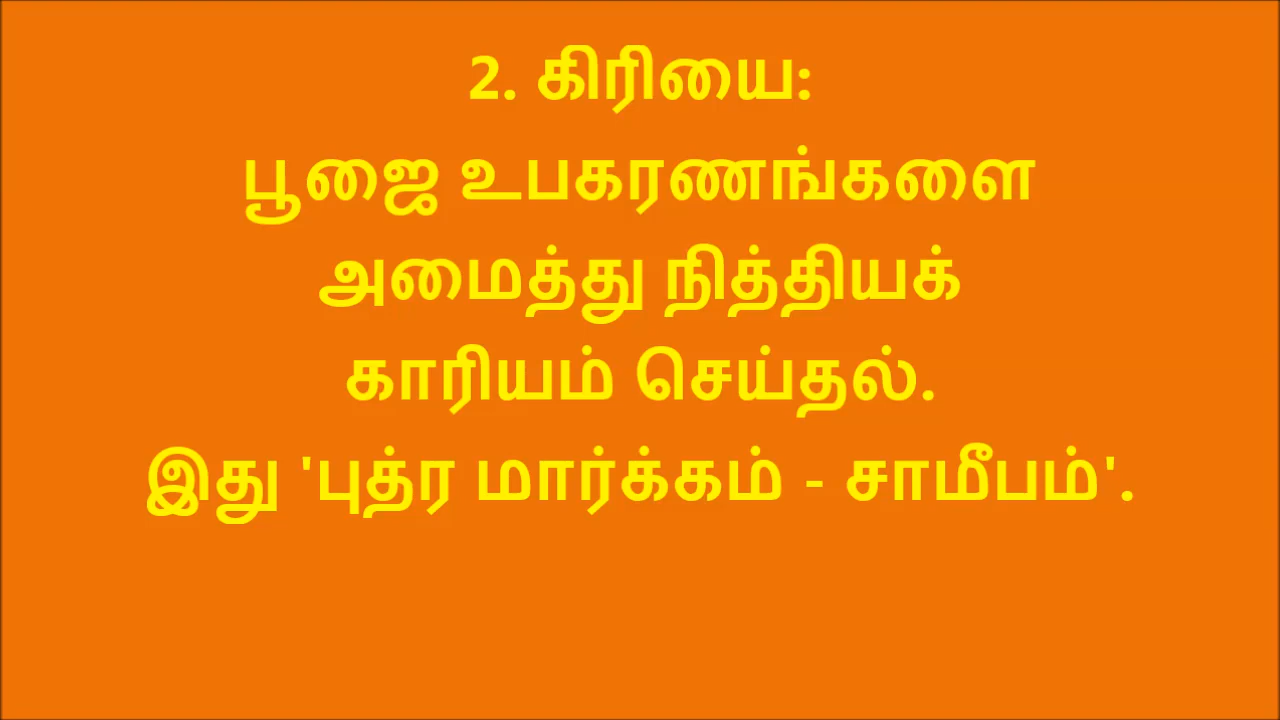 2. கிரியை:
பூஜை உபகரணங்களை
அமைத்து நித்தியக்
காரியம் செய்தல்.
இது 'புத்ர மார்க்கம் - சாமீபம்'.